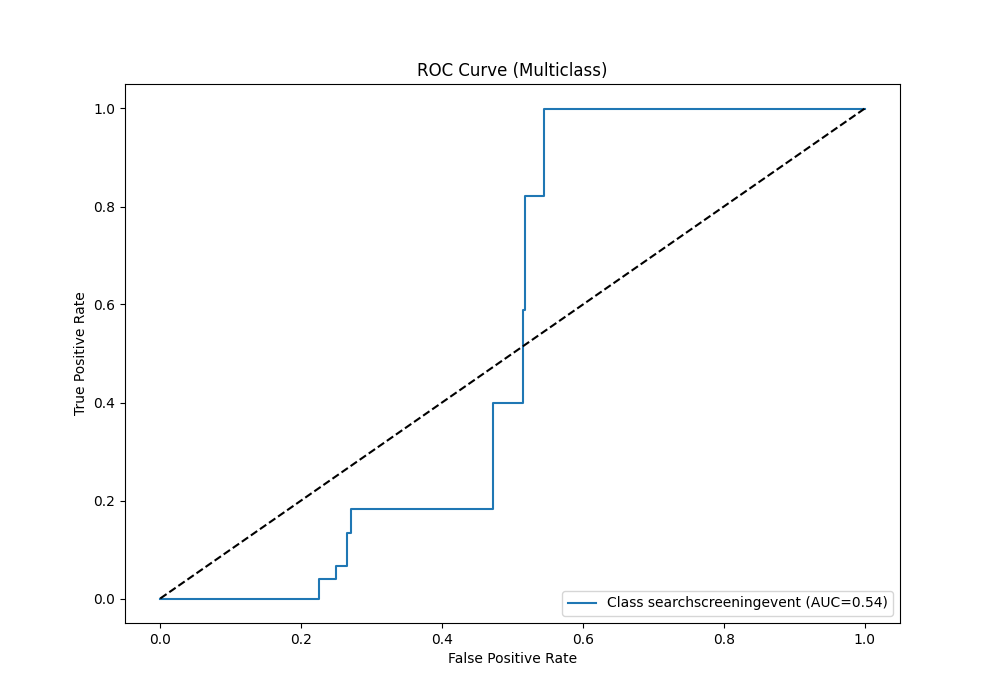 ROC Curve (Multiclass)
True Positive Rate
1.0
0.8
0.6
0.4
0.2
0.0
Class searchscreeningevent (AUC=0.54)
0.0 0.2 0.4 0.6 0.8 1.0
False Positive Rate